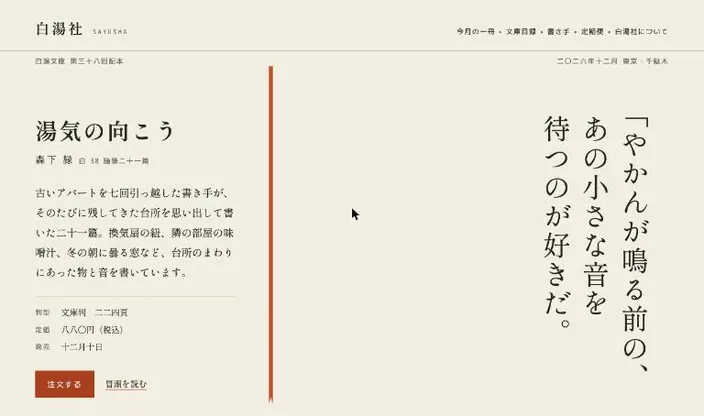 白湯社 SAYUSHA
今月の一冊・文庫目録・書き手・定期便・白湯社について
白湯文庫 第三十八回配本
二〇二六年十二月 東京・千駄木
湯気の向こう
森下 縁 白 38 随筆二十一篇
古いアパートを七回引っ越した書き手が、
そのたびに残してきた台所を思い出して書
いた二十一篇。換気扇の紐、隣の部屋の味
噌汁、冬の朝に曇る窓など、台所のまわり
にあった物と音を書いています。
判型 文庫判 二二四頁
定価 八八〇円（税込）
発売 十二月十日
注文する 冒頭を読む
「やかんが鳴る前の、
あの小さな音を
待つのが好きだ。